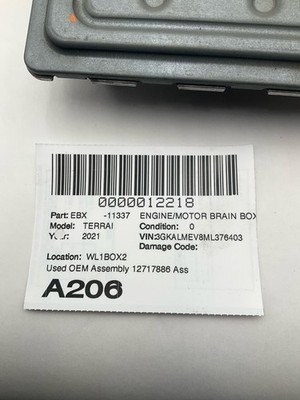 0000012218
Part: EBX -11337 ENGINE/MOTOR BRAIN BOX
Model: TERRAI Condition: 0
Year: 2021 VIN:3GKALMEV8ML376403
Damage Code:
Location: WL1BOX2
Used OEM Assembly 12717886 Ass
A206